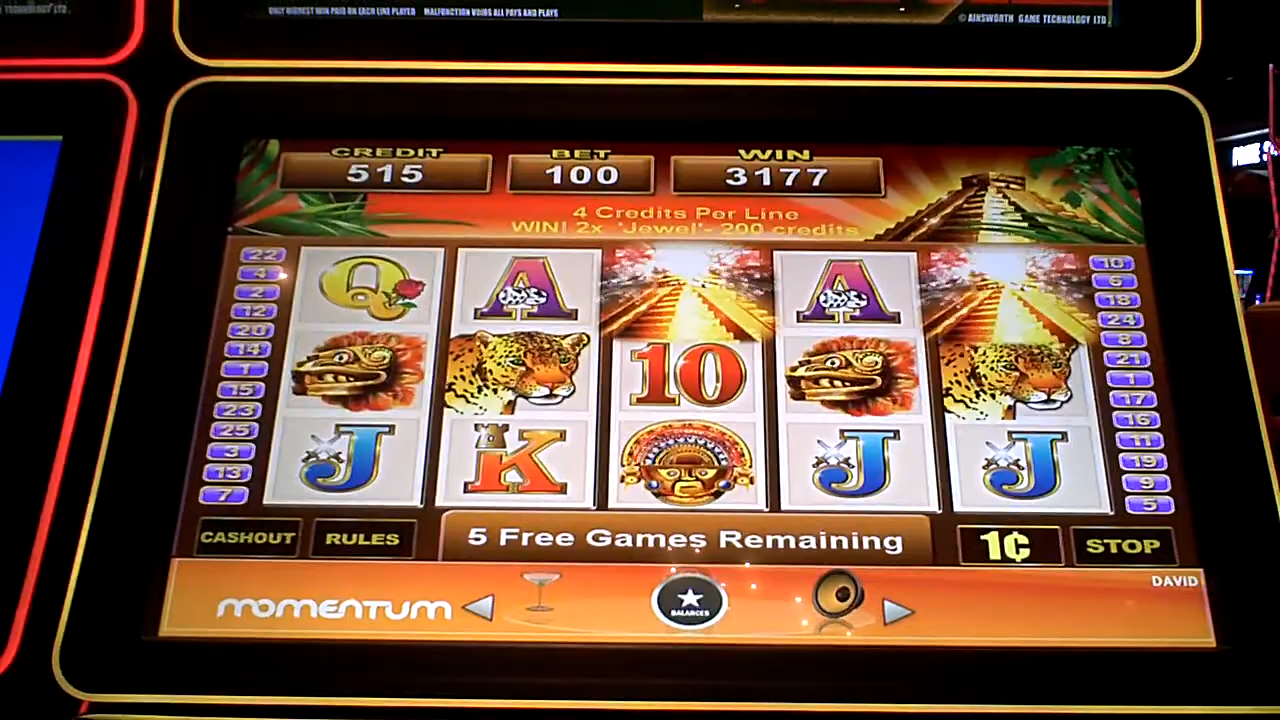 TECHNOLOGY LTD.
ONLY HIGHEST WIN PAID ON EACH LINE PLAYED MALFUNCTION VOIDS ALL PAYS AND PLAYS
© AINSWORTH GAME TECHNOLOGY LTD
CREDIT BET WIN
515 100 3177
4 Credits Per Line
WIN! 2x 'Jewel' - 200 credits
22 10
4 6
2 18
12 24
20 8
14 21
1 1
15 17
23 16
25 11
3 19
13 9
7 5
Q A A
10
J K J J
CASHOUT RULES 5 Free Games Remaining 1¢ STOP
DAVID
momentum BALANCES